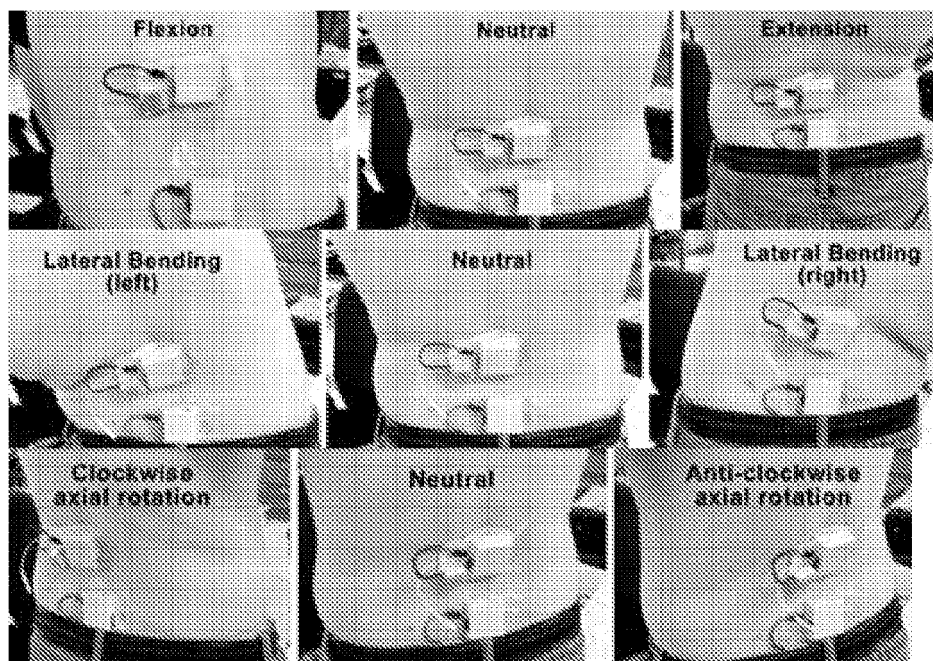 Flexion
Neutral
Extension
Lateral Bending
(left)
Neutral
Lateral Bending
(right)
Clockwise
axial rotation
Neutral
Anti-clockwise
axial rotation